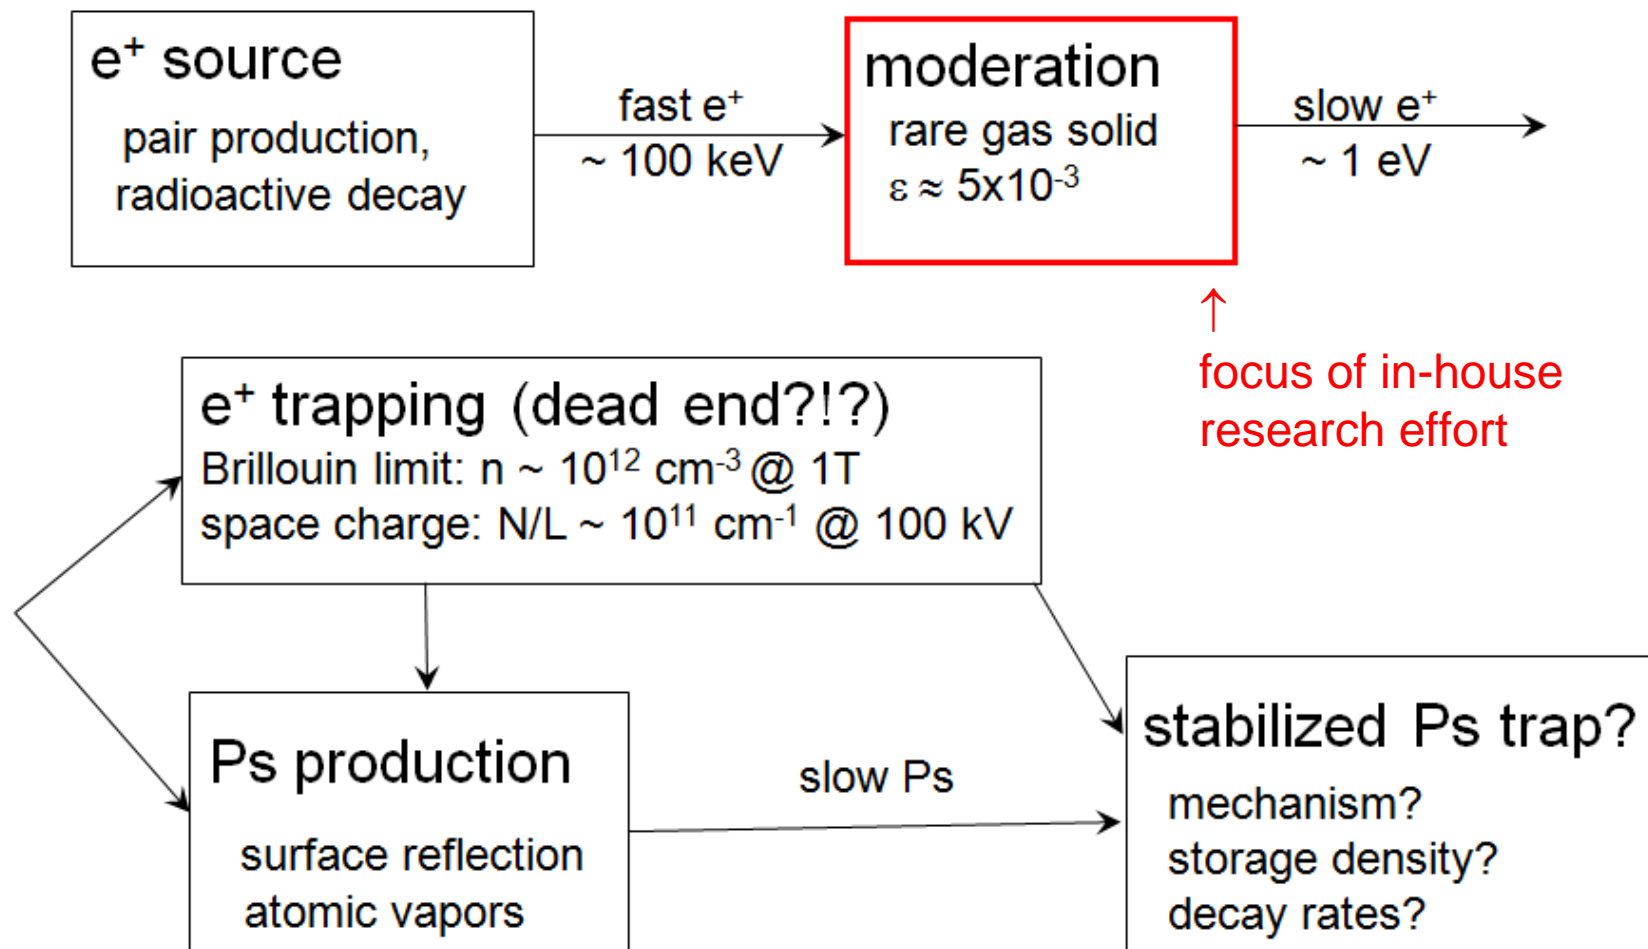 e⁺ source
pair production,
radioactive decay
fast e⁺
~ 100 keV
moderation
rare gas solid
ε ≈ 5x10⁻³
slow e⁺
~ 1 eV
↑
focus of in-house
research effort
e⁺ trapping (dead end?!?)
Brillouin limit: n ~ 10¹² cm⁻³ @ 1T
space charge: N/L ~ 10¹¹ cm⁻¹ @ 100 kV
Ps production
surface reflection
atomic vapors
slow Ps
stabilized Ps trap?
mechanism?
storage density?
decay rates?